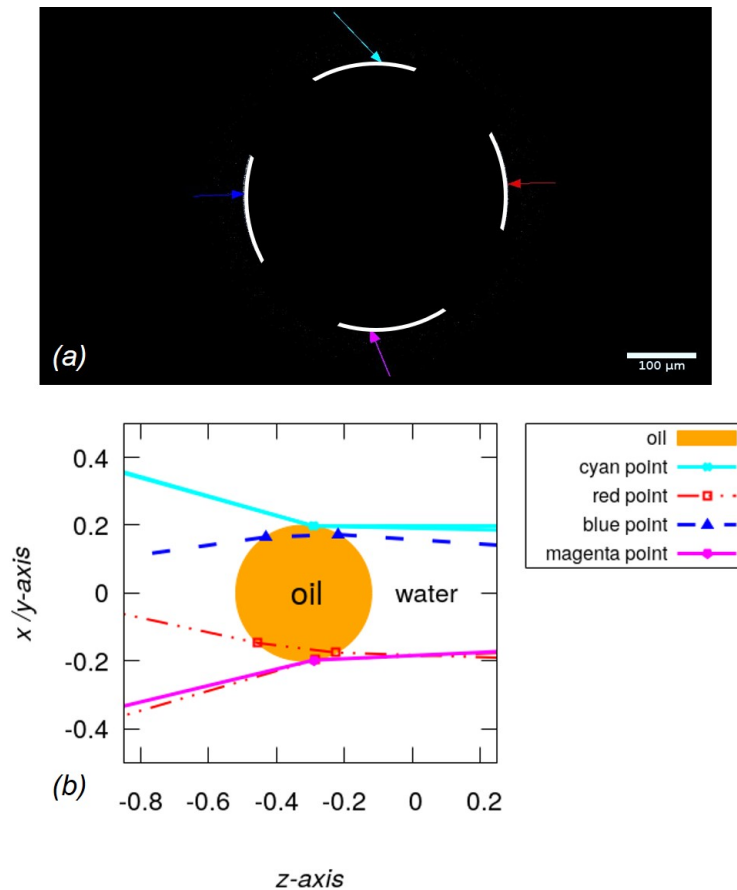 (a)
100 µm
0.4
0.2
0
-0.2
-0.4
x /y-axis
oil
water
-0.8 -0.6 -0.4 -0.2 0 0.2
(b)
z-axis
oil
cyan point
red point
blue point
magenta point